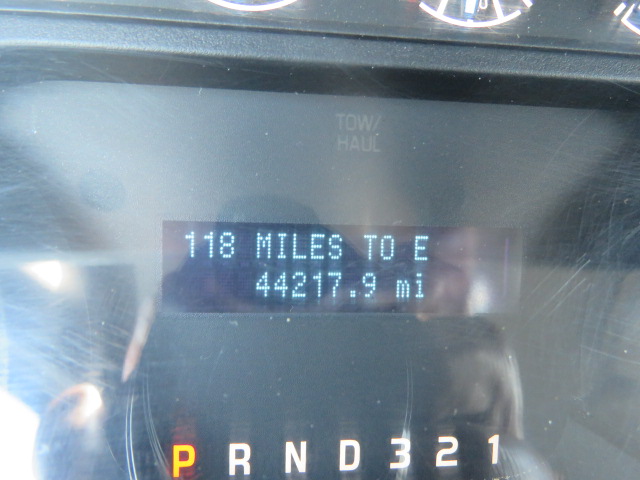 TOW/
HAUL
118 MILES TO E
44217.9 mi
P R N D 3 2 1